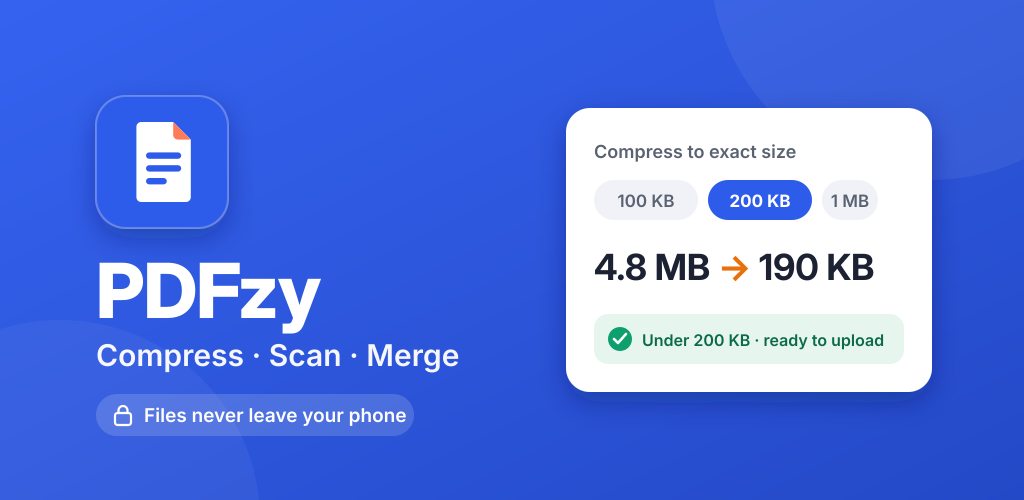 PDFzy
Compress · Scan · Merge
Files never leave your phone
Compress to exact size
100 KB 200 KB 1 MB
4.8 MB → 190 KB
Under 200 KB · ready to upload